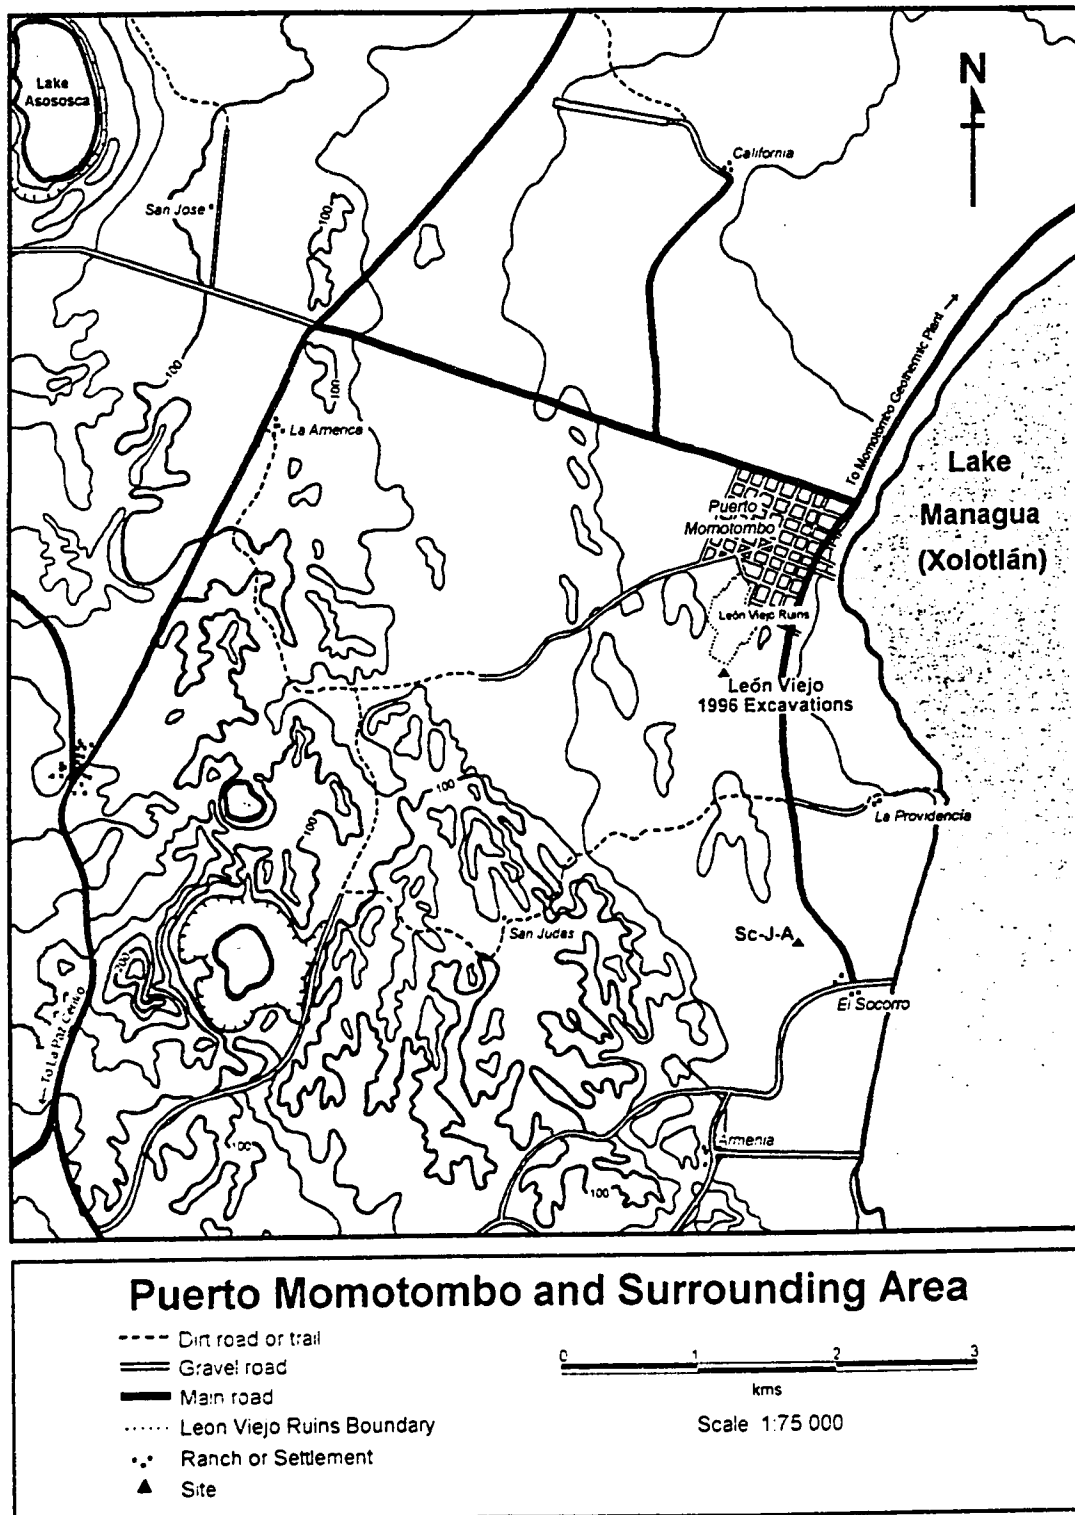 Lake
Asososca
N
California
San Jose
100
100
100
To Momotombo Geothermic Plant →
La America
Lake
Managua
(Xolotlán)
Puerto
Momotombo
León Viejo Ruins
León Viejo
1996 Excavations
100
100
La Providencia
San Judas
Sc-J-A
200
El Socorro
← To La Paz Centro
Armenia
100
100
Puerto Momotombo and Surrounding Area
Dirt road or trail
Gravel road
Main road
Leon Viejo Ruins Boundary
Ranch or Settlement
Site
0 1 2 3
kms
Scale 1:75 000